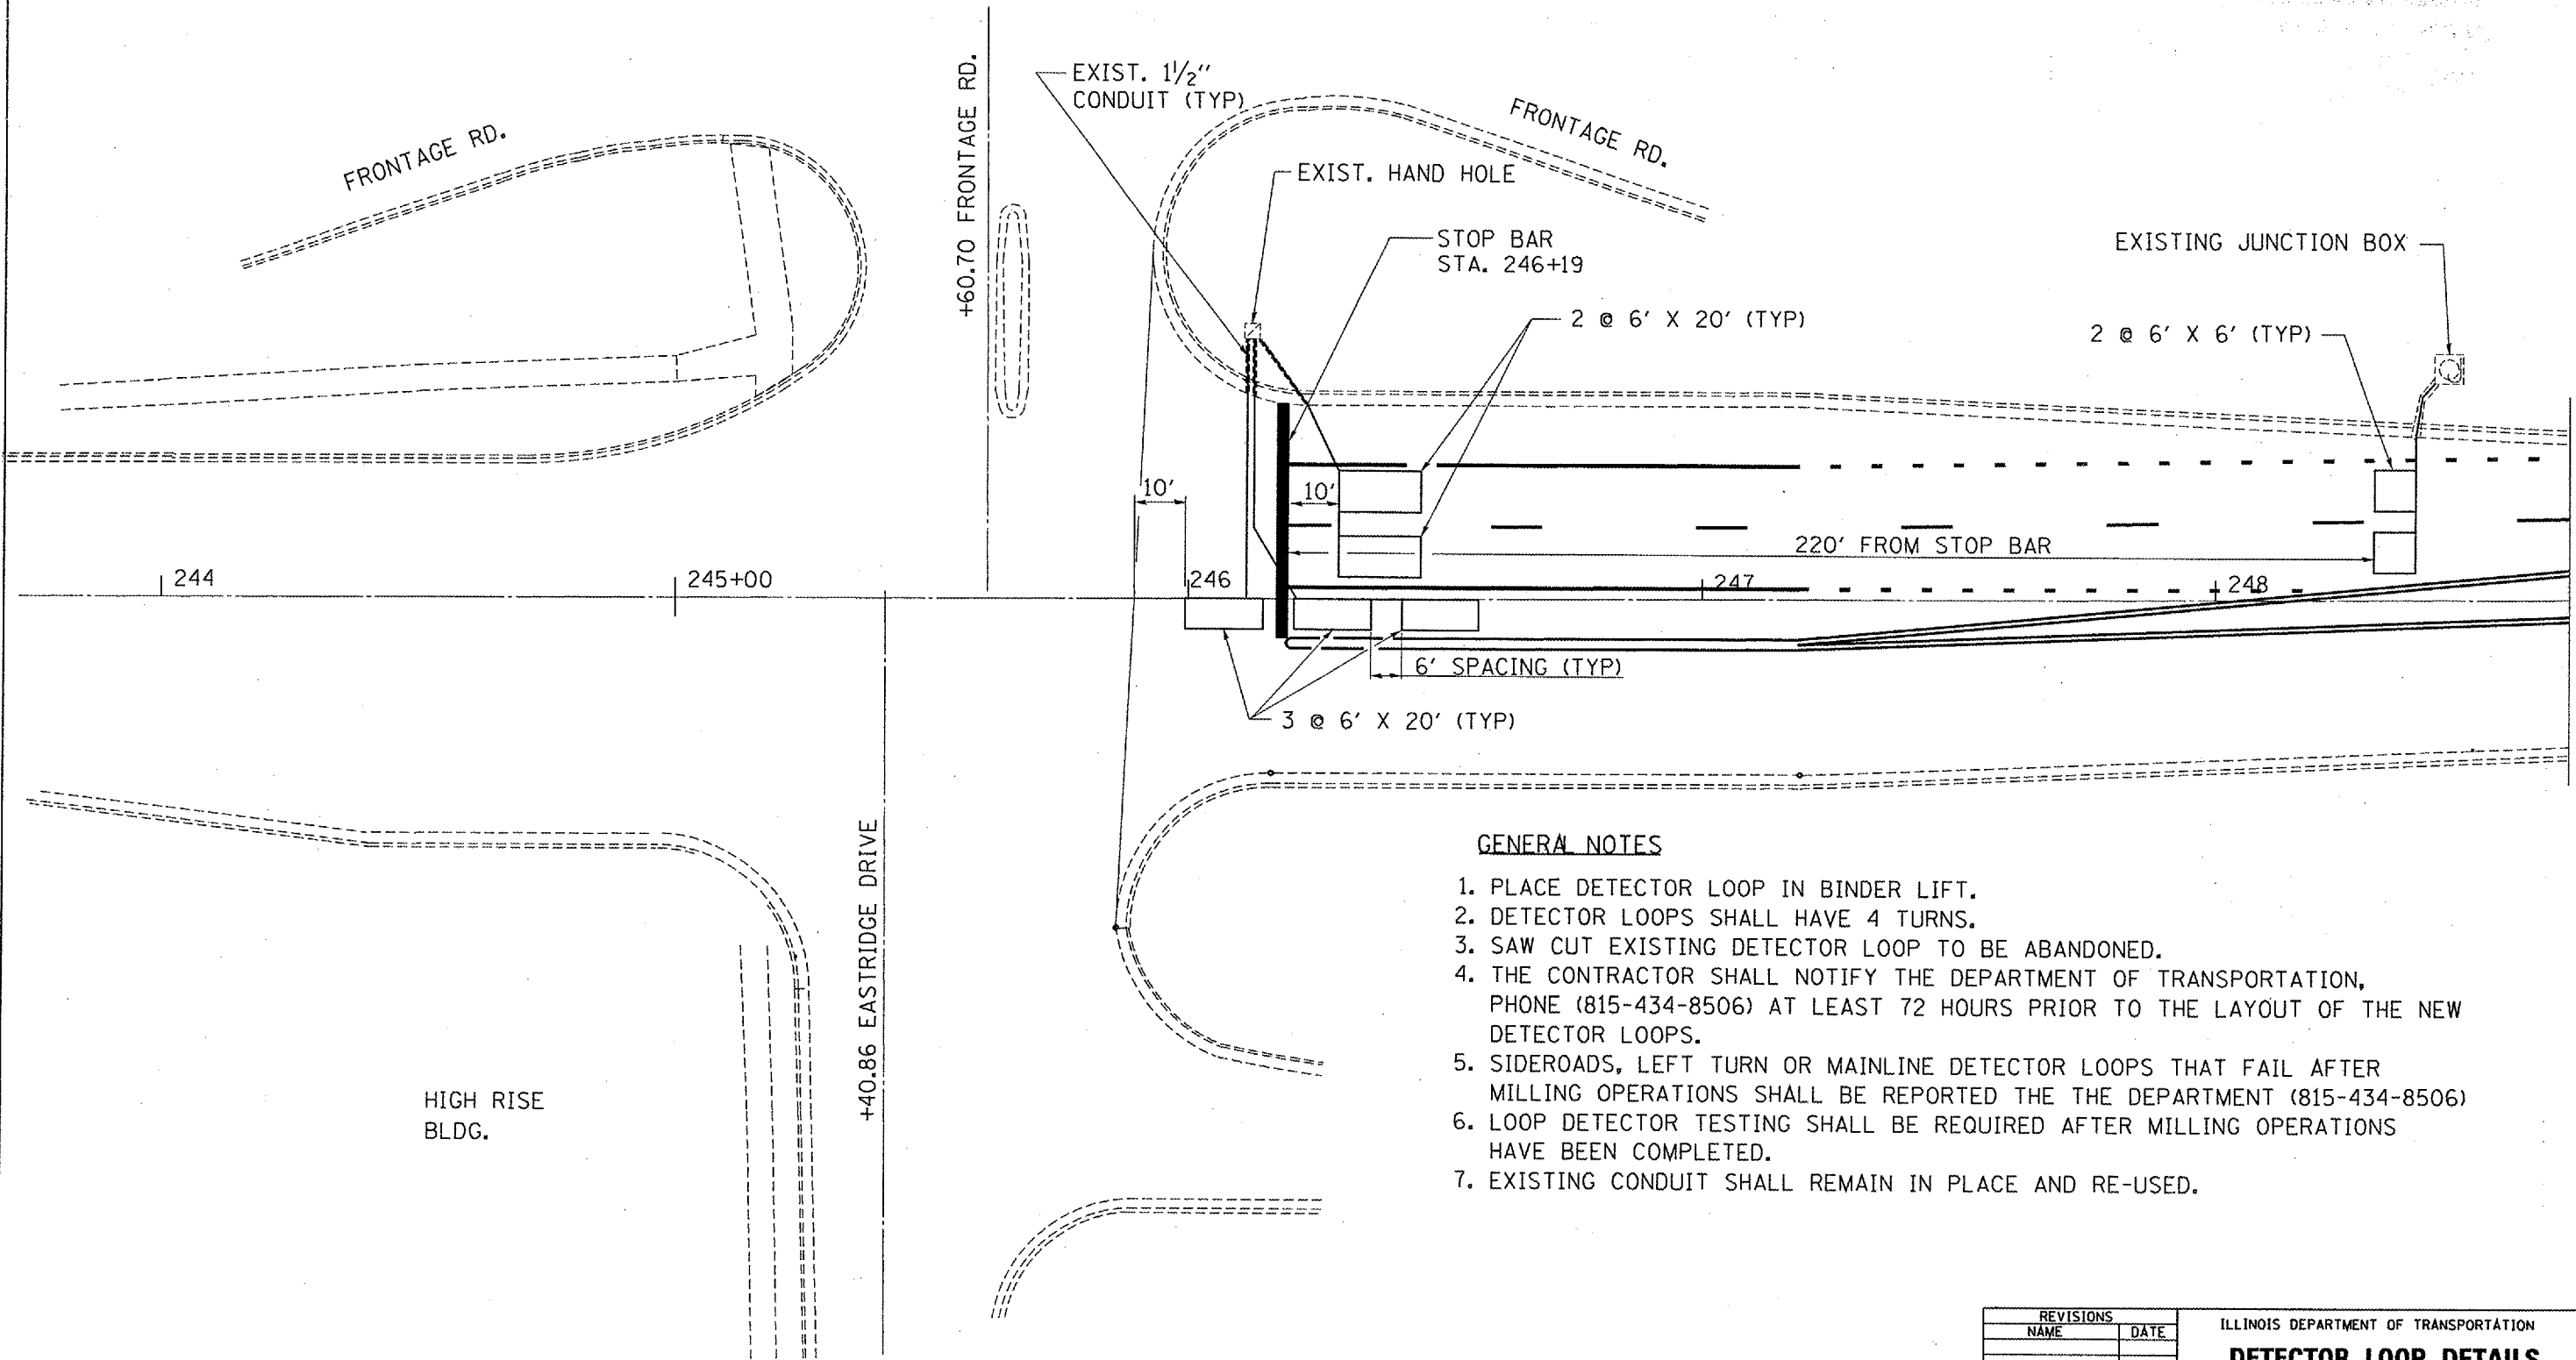 EXIST. 1 1/2"
CONDUIT (TYP)
+60.70 FRONTAGE RD.
FRONTAGE RD.
FRONTAGE RD.
EXIST. HAND HOLE
STOP BAR
STA. 246+19
EXISTING JUNCTION BOX
2 @ 6' X 20' (TYP)
2 @ 6' X 6' (TYP)
10'
10'
220' FROM STOP BAR
244
245+00
246
247
248
6' SPACING (TYP)
3 @ 6' X 20' (TYP)
+40.86 EASTRIDGE DRIVE
HIGH RISE
BLDG.
GENERAL NOTES
1. PLACE DETECTOR LOOP IN BINDER LIFT.
2. DETECTOR LOOPS SHALL HAVE 4 TURNS.
3. SAW CUT EXISTING DETECTOR LOOP TO BE ABANDONED.
4. THE CONTRACTOR SHALL NOTIFY THE DEPARTMENT OF TRANSPORTATION,
PHONE (815-434-8506) AT LEAST 72 HOURS PRIOR TO THE LAYOUT OF THE NEW
DETECTOR LOOPS.
5. SIDEROADS, LEFT TURN OR MAINLINE DETECTOR LOOPS THAT FAIL AFTER
MILLING OPERATIONS SHALL BE REPORTED THE THE DEPARTMENT (815-434-8506)
6. LOOP DETECTOR TESTING SHALL BE REQUIRED AFTER MILLING OPERATIONS
HAVE BEEN COMPLETED.
7. EXISTING CONDUIT SHALL REMAIN IN PLACE AND RE-USED.
REVISIONS
NAME DATE
ILLINOIS DEPARTMENT OF TRANSPORTATION
DETECTOR LOOP DETAILS